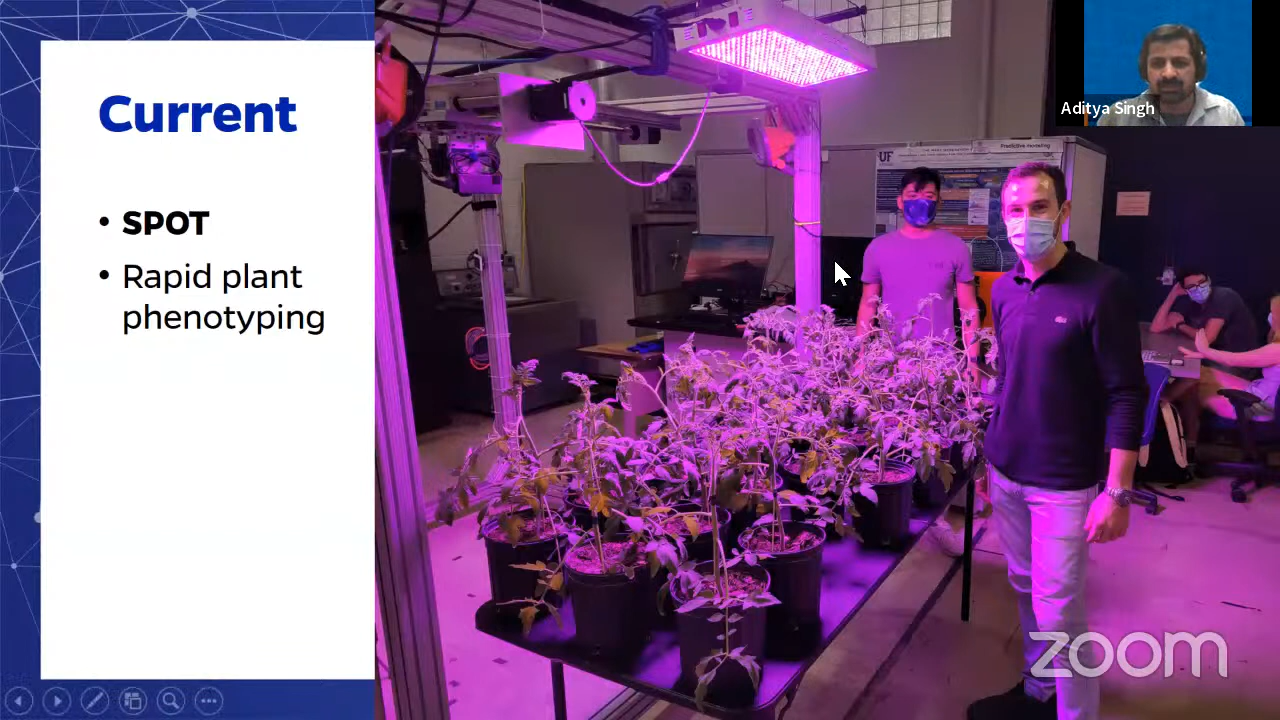 Current
• SPOT
• Rapid plant
phenotyping
Aditya Singh
UF
Predictive modeling
zoom